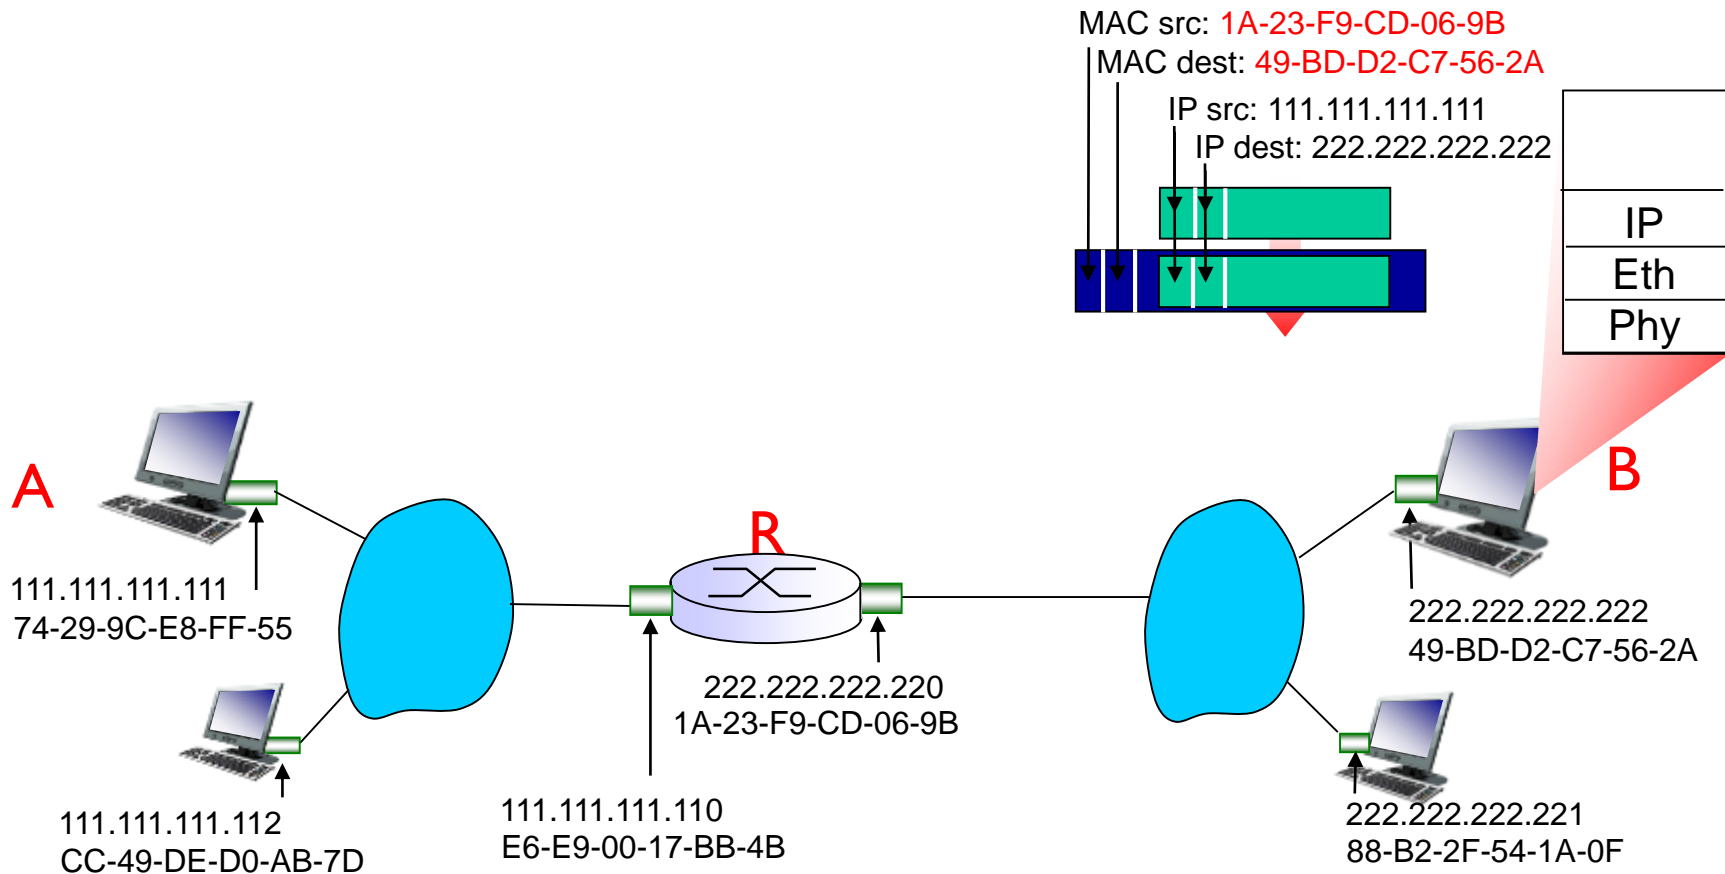 MAC src: 1A-23-F9-CD-06-9B
MAC dest: 49-BD-D2-C7-56-2A
IP src: 111.111.111.111
IP dest: 222.222.222.222
IP
Eth
Phy
A
R
B
111.111.111.111
74-29-9C-E8-FF-55
222.222.222.222
49-BD-D2-C7-56-2A
222.222.222.220
1A-23-F9-CD-06-9B
111.111.111.112
CC-49-DE-D0-AB-7D
111.111.111.110
E6-E9-00-17-BB-4B
222.222.222.221
88-B2-2F-54-1A-0F